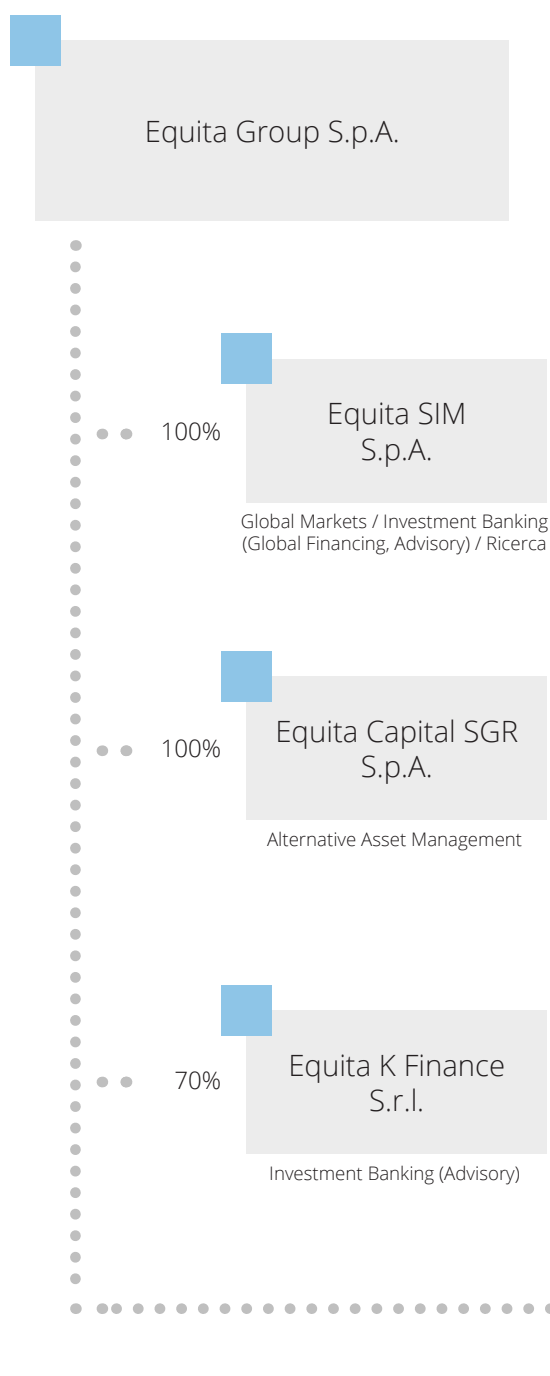 Equita Group S.p.A.
100%
Equita SIM
S.p.A.
Global Markets / Investment Banking
(Global Financing, Advisory) / Ricerca
100%
Equita Capital SGR
S.p.A.
Alternative Asset Management
70%
Equita K Finance
S.r.l.
Investment Banking (Advisory)